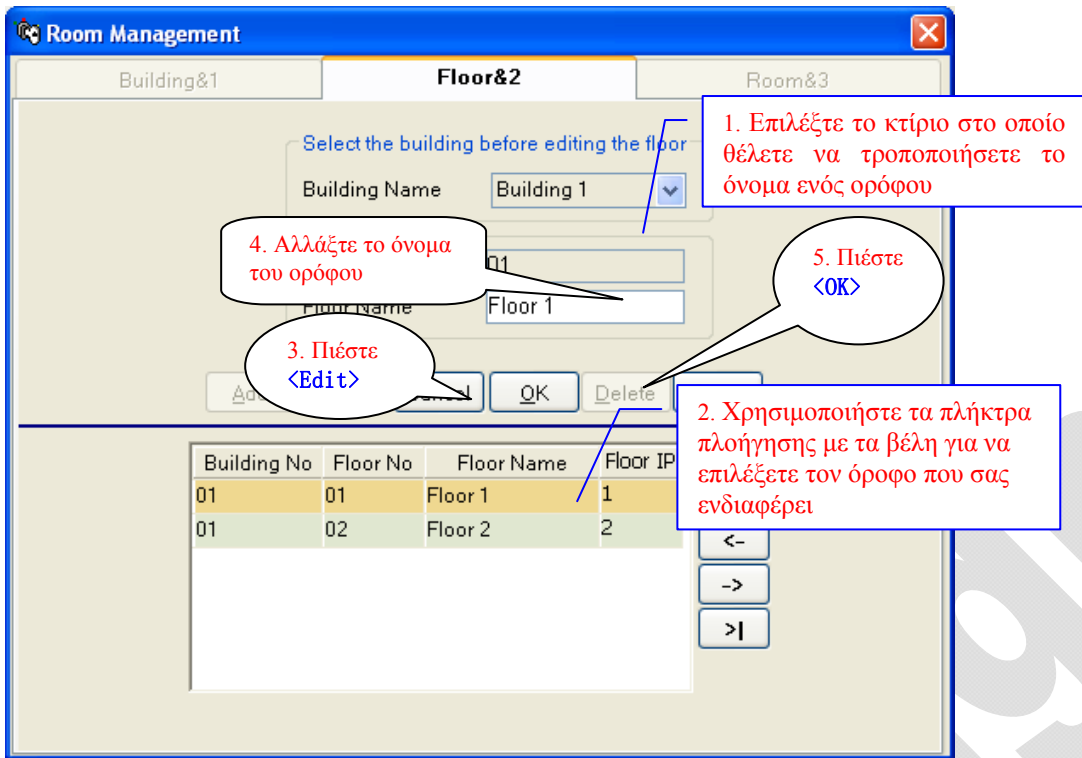 Room Management
Building&1 Floor&2 Room&3
1. Επιλέξτε το κτίριο στο οποίο
θέλετε να τροποποιήσετε το
όνομα ενός ορόφου
Select the building before editing the floor
Building Name Building 1
4. Αλλάξτε το όνομα
του ορόφου
01
Floor Name Floor 1
5. Πιέστε
<OK>
3. Πιέστε
<Edit>
OK Delete
2. Χρησιμοποιήστε τα πλήκτρα
πλοήγησης με τα βέλη για να
επιλέξετε τον όροφο που σας
ενδιαφέρει
Building No Floor No Floor Name Floor IP
01 01 Floor 1 1
01 02 Floor 2 2
<-
->
>|